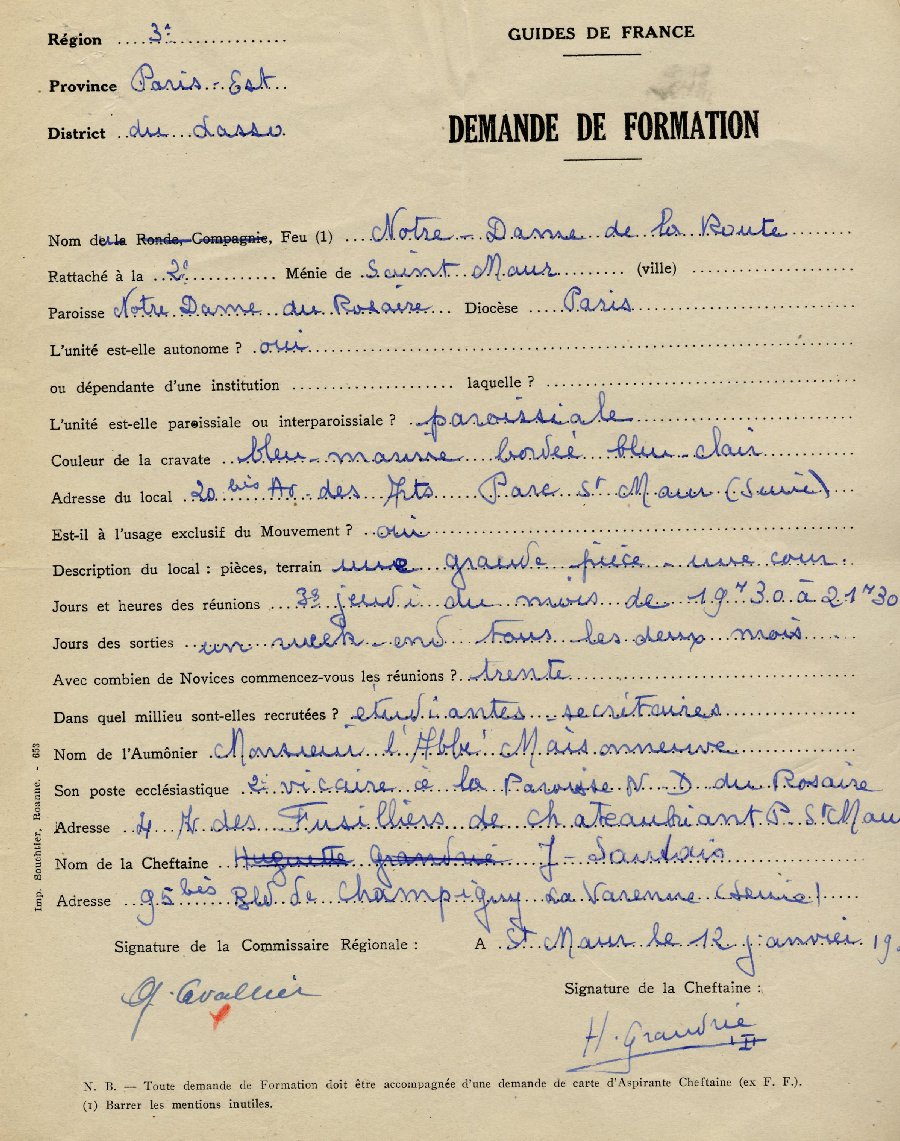 Région 3e
GUIDES DE FRANCE
Province Paris-Est
District du Lasso
DEMANDE DE FORMATION
Nom de la Ronde, Compagnie, Feu (1) Notre-Dame de la Route
Rattaché à la 2e Ménie de Saint Maur (ville)
Paroisse Notre Dame du Rosaire Diocèse Paris
L'unité est-elle autonome ? oui
ou dépendante d'une institution laquelle ?
L'unité est-elle paroissiale ou interparoissiale ? paroissiale
Couleur de la cravate bleu-mauve bordée bleu-clair
Adresse du local 20 bis Av. des Arts Parc St Maur (Seine)
Est-il à l'usage exclusif du Mouvement ? oui
Description du local : pièces, terrain une grande pièce - une cour.
Jours et heures des réunions 3e jeudi du mois de 19H30 à 21H30
Jours des sorties un week-end tous les deux mois
Avec combien de Novices commencez-vous les réunions ? trente
Dans quel millieu sont-elles recrutées ? étudiantes - secrétaires
Nom de l'Aumônier Monsieur l'Abbé Maisonneuve
Son poste ecclésiastique 2e vicaire à la Paroisse N. D. du Rosaire
Adresse 4 des Fusilliers de chateaubriant P. St Mau
Nom de la Cheftaine Huguette Grandrié J-
Adresse 95 bis Bld de Champigny La Varenne (Seine)
Signature de la Commissaire Régionale : A St Maur le 12 janvier 19
Signature de la Cheftaine :
G. Cavallier
H. Grandrié
N. B. — Toute demande de Formation doit être accompagnée d'une demande de carte d'Aspirante Cheftaine (ex F. F.).
(1) Barrer les mentions inutiles.
Imp. Souchier, Roanne. - 653